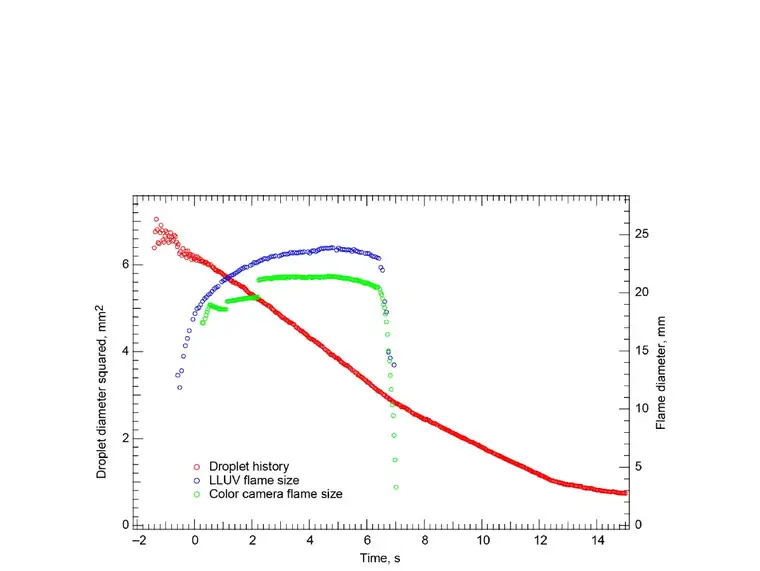 Droplet diameter squared, mm2
6
4
2
0
25
20
15
10
5
0
Flame diameter, mm
Droplet history
LLUV flame size
Color camera flame size
−2 0 2 4 6 8 10 12 14
Time, s